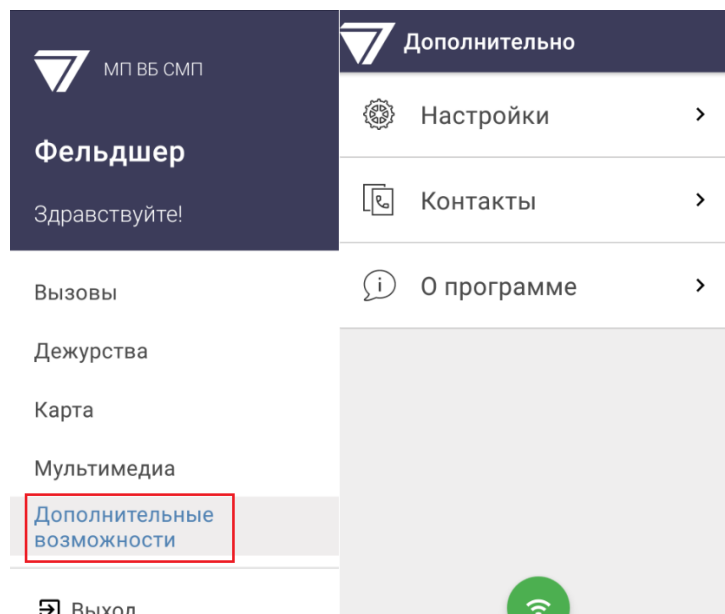 МП ВБ СМП
Фельдшер
Здравствуйте!
Вызовы
Дежурства
Карта
Мультимедиа
Дополнительные
возможности
Выход
Дополнительно
Настройки
Контакты
О программе